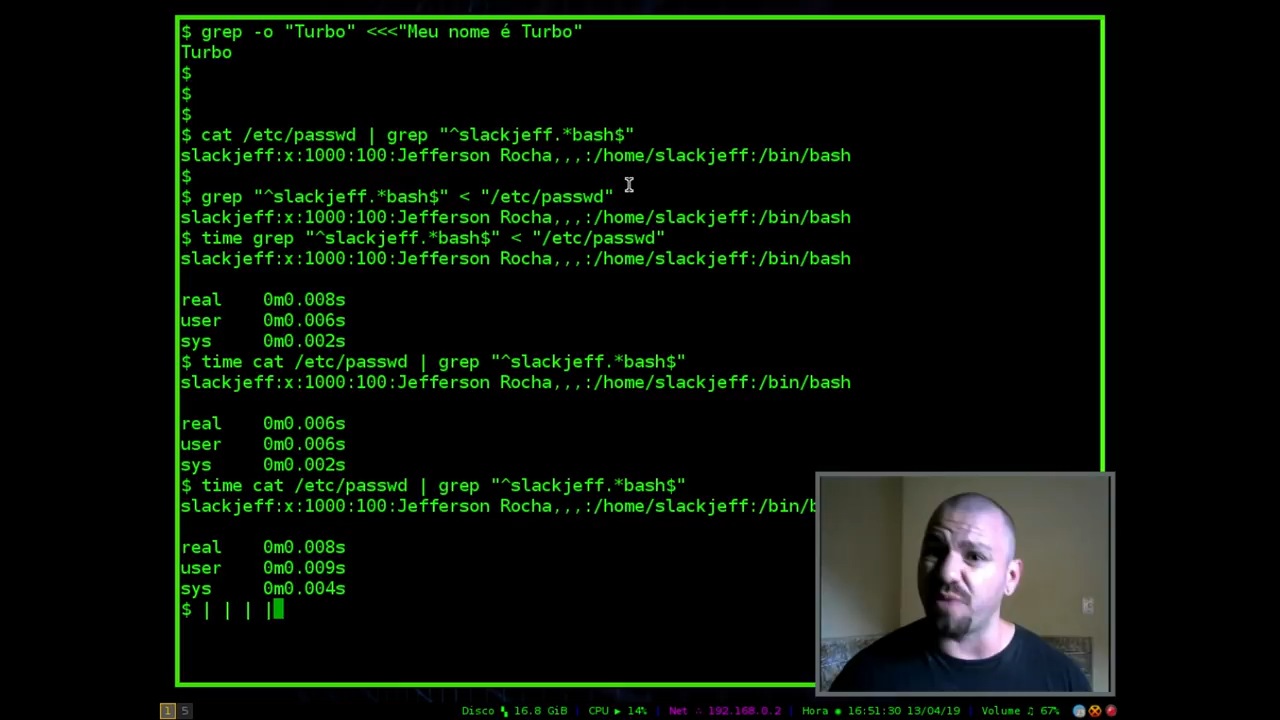 $ grep -o "Turbo" <<<"Meu nome é Turbo"
Turbo
$
$
$
$ cat /etc/passwd | grep "^slackjeff.*bash$"
slackjeff:x:1000:100:Jefferson Rocha,,,:/home/slackjeff:/bin/bash
$
$ grep "^slackjeff.*bash$" < "/etc/passwd"
slackjeff:x:1000:100:Jefferson Rocha,,,:/home/slackjeff:/bin/bash
$ time grep "^slackjeff.*bash$" < "/etc/passwd"
slackjeff:x:1000:100:Jefferson Rocha,,,:/home/slackjeff:/bin/bash
real 0m0.008s
user 0m0.006s
sys 0m0.002s
$ time cat /etc/passwd | grep "^slackjeff.*bash$"
slackjeff:x:1000:100:Jefferson Rocha,,,:/home/slackjeff:/bin/bash
real 0m0.006s
user 0m0.006s
sys 0m0.002s
$ time cat /etc/passwd | grep "^slackjeff.*bash$"
slackjeff:x:1000:100:Jefferson Rocha,,,:/home/slackjeff:/bin/b
real 0m0.008s
user 0m0.009s
sys 0m0.004s
$ | | | |
1 5 Disco 16.8 GiB | CPU ▶ 14% | Net 192.168.0.2 | Hora ◉ 16:51:30 13/04/19 | Volume ♫ 67%